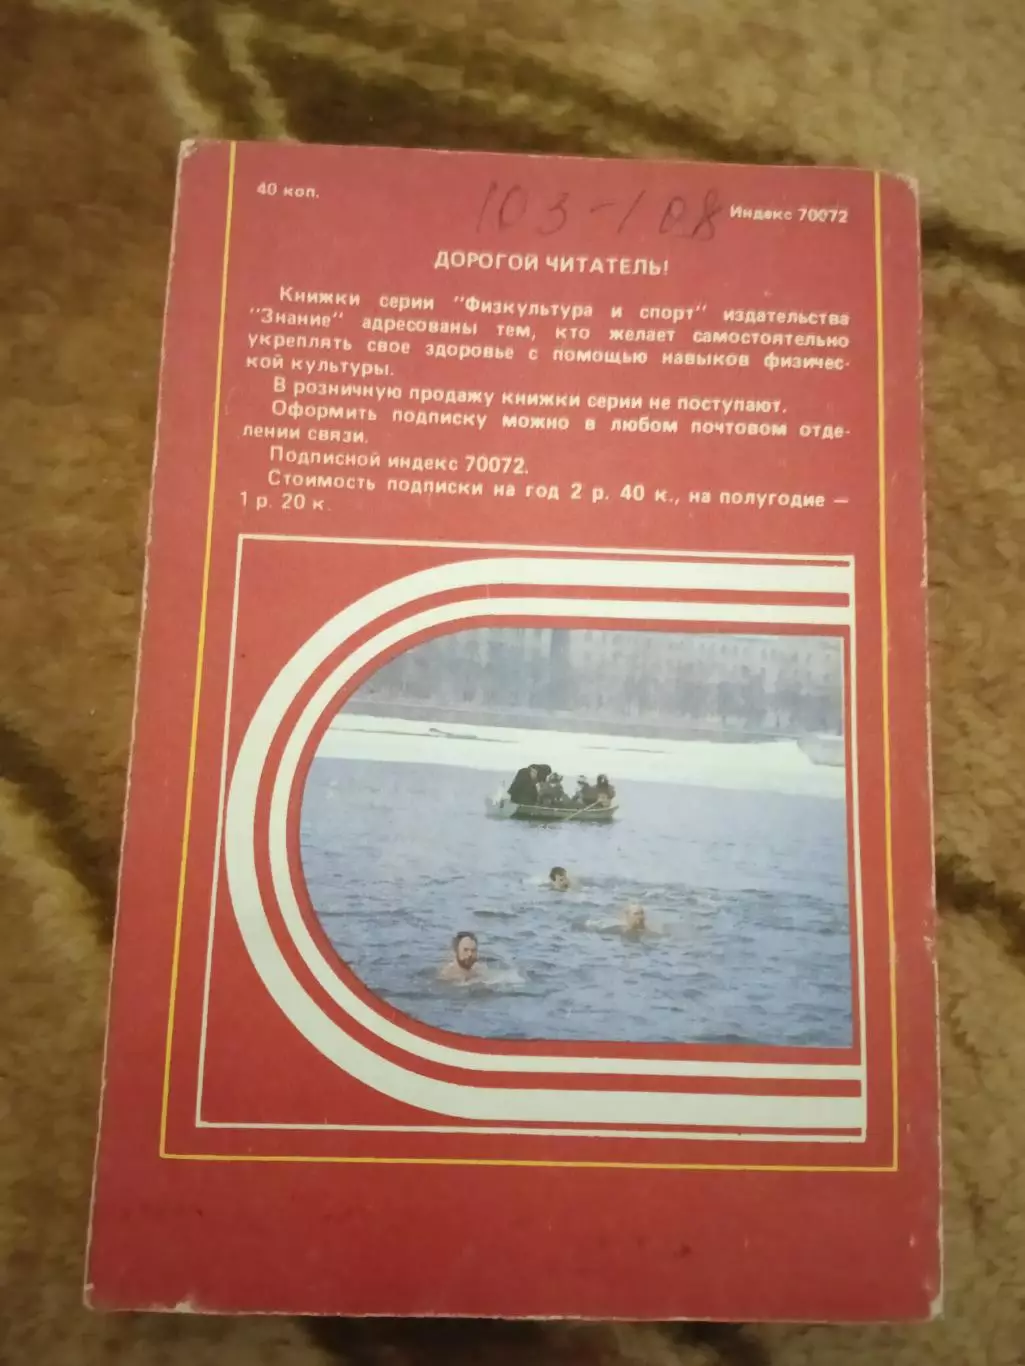 40 коп.
103-108
Индекс 70072
ДОРОГОЙ ЧИТАТЕЛЬ!
Книжки серии "Физкультура и спорт" издательства
"Знание" адресованы тем, кто желает самостоятельно
укреплять свое здоровье с помощью навыков физичес-
кой культуры.
В розничную продажу книжки серии не поступают.
Оформить подписку можно в любом почтовом отде-
лении связи.
Подписной индекс 70072.
Стоимость подписки на год 2 р. 40 к., на полугодие —
1 р. 20 к.